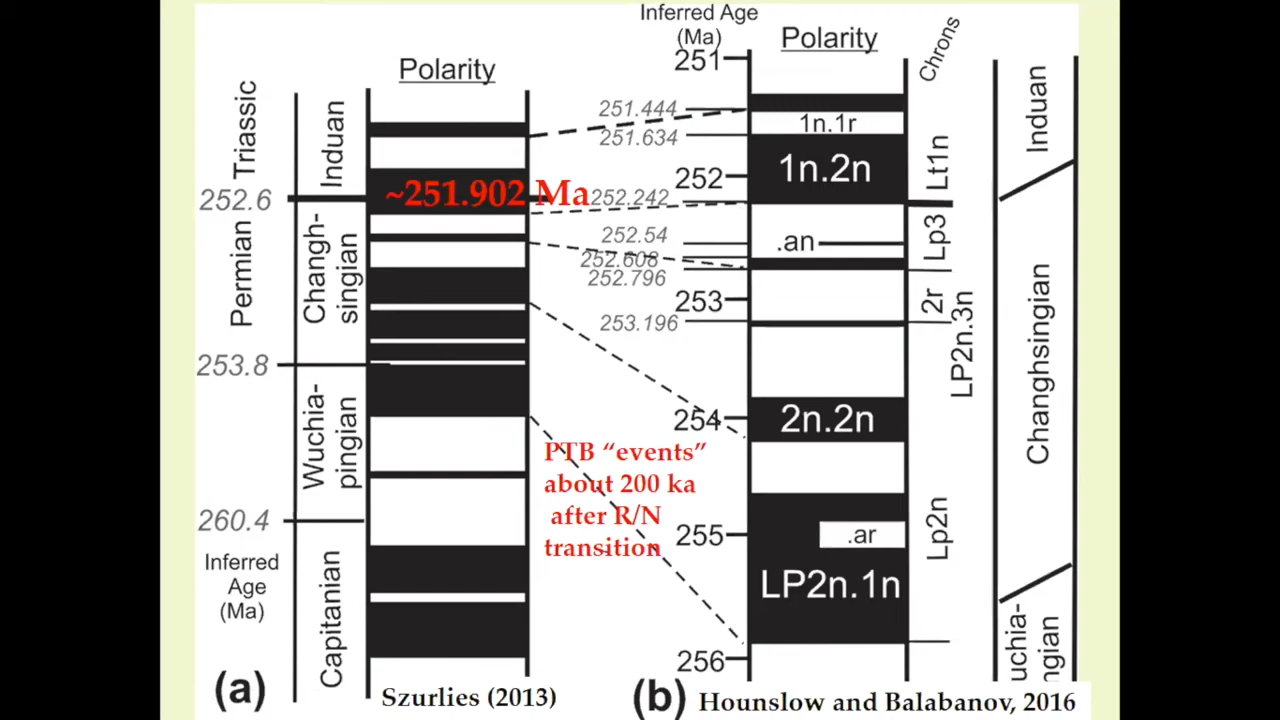 Polarity
Triassic
Induan
252.6
~251.902 Ma
Permian
Changh-
singian
253.8
Wuchia-
pingian
260.4
Inferred
Age
(Ma)
Capitanian
(a)
Szurlies (2013)
PTB “events”
about 200 ka
after R/N
transition
Inferred Age
(Ma)
Polarity
Chrons
251
251.444
251.634
252
252.242
252.54
252.608
252.796
253
253.196
254
255
256
1n.1r
1n.2n
.an
2n.2n
.ar
LP2n.1n
Lt1n
Lp3
2r
LP2n.3n
Lp2n
Induan
Changhsingian
uchia-
ngian
(b)
Hounslow and Balabanov, 2016